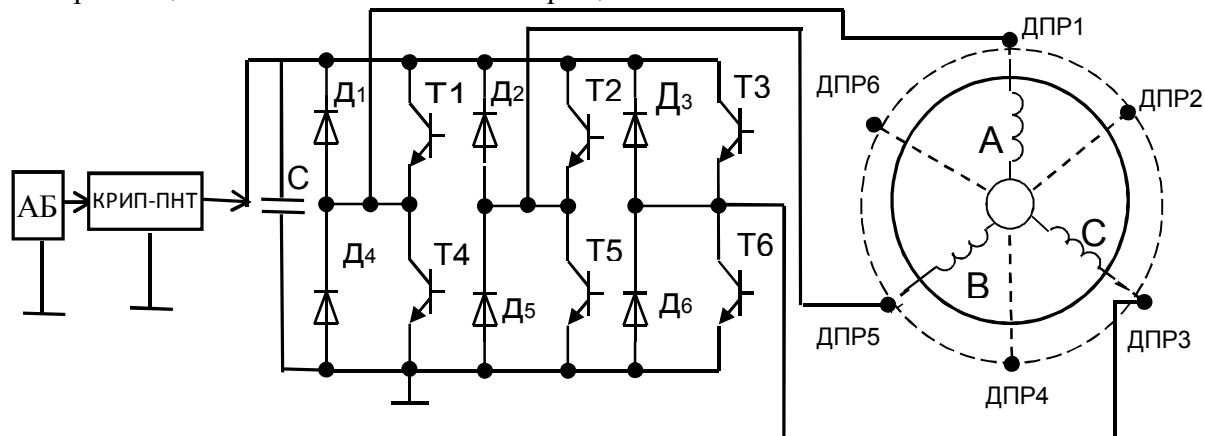 ДПР1
ДПР6
ДПР2
Д1
Т1
Д2
Т2
Д3
Т3
А
АБ
КРИП-ПНТ
С
С
В
Д4
Т4
Т5
Т6
Д5
Д6
ДПР5
ДПР3
ДПР4